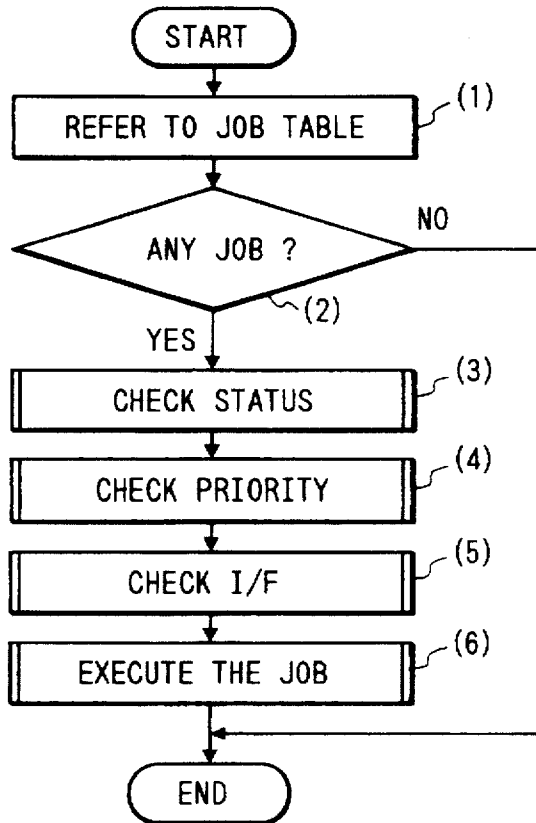 START
REFER TO JOB TABLE
(1)
ANY JOB ?
NO
(2)
YES
CHECK STATUS
(3)
CHECK PRIORITY
(4)
CHECK I/F
(5)
EXECUTE THE JOB
(6)
END